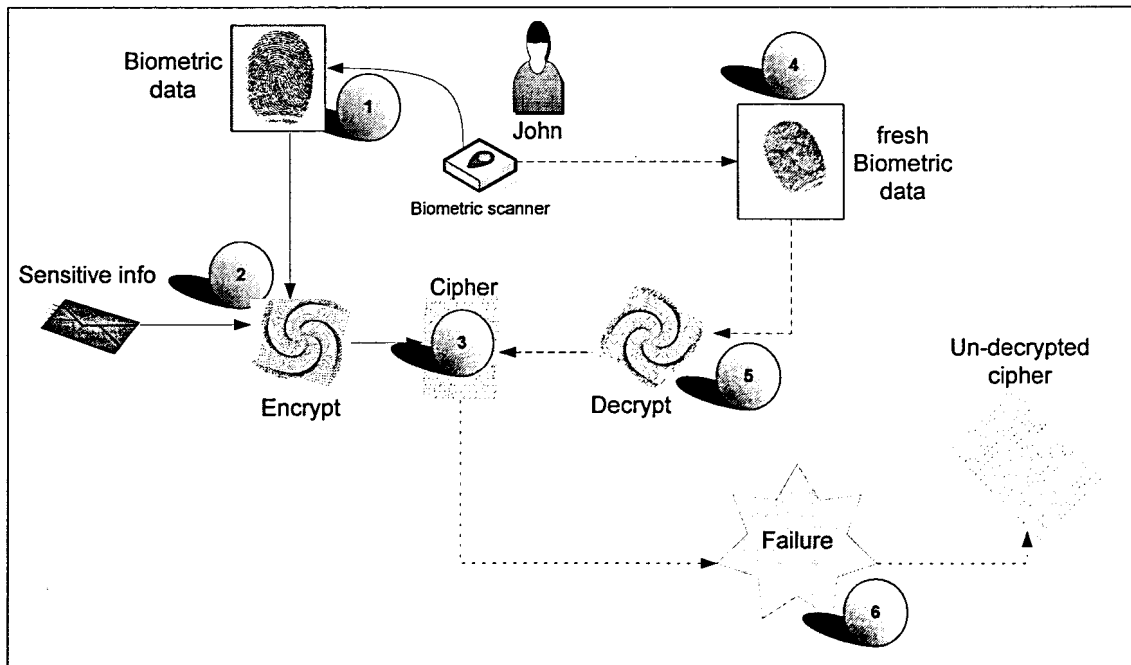 Biometric
data
1
John
4
fresh
Biometric
data
Biometric scanner
Sensitive info
2
Cipher
3
Encrypt
Decrypt
5
Un-decrypted
cipher
Failure
6